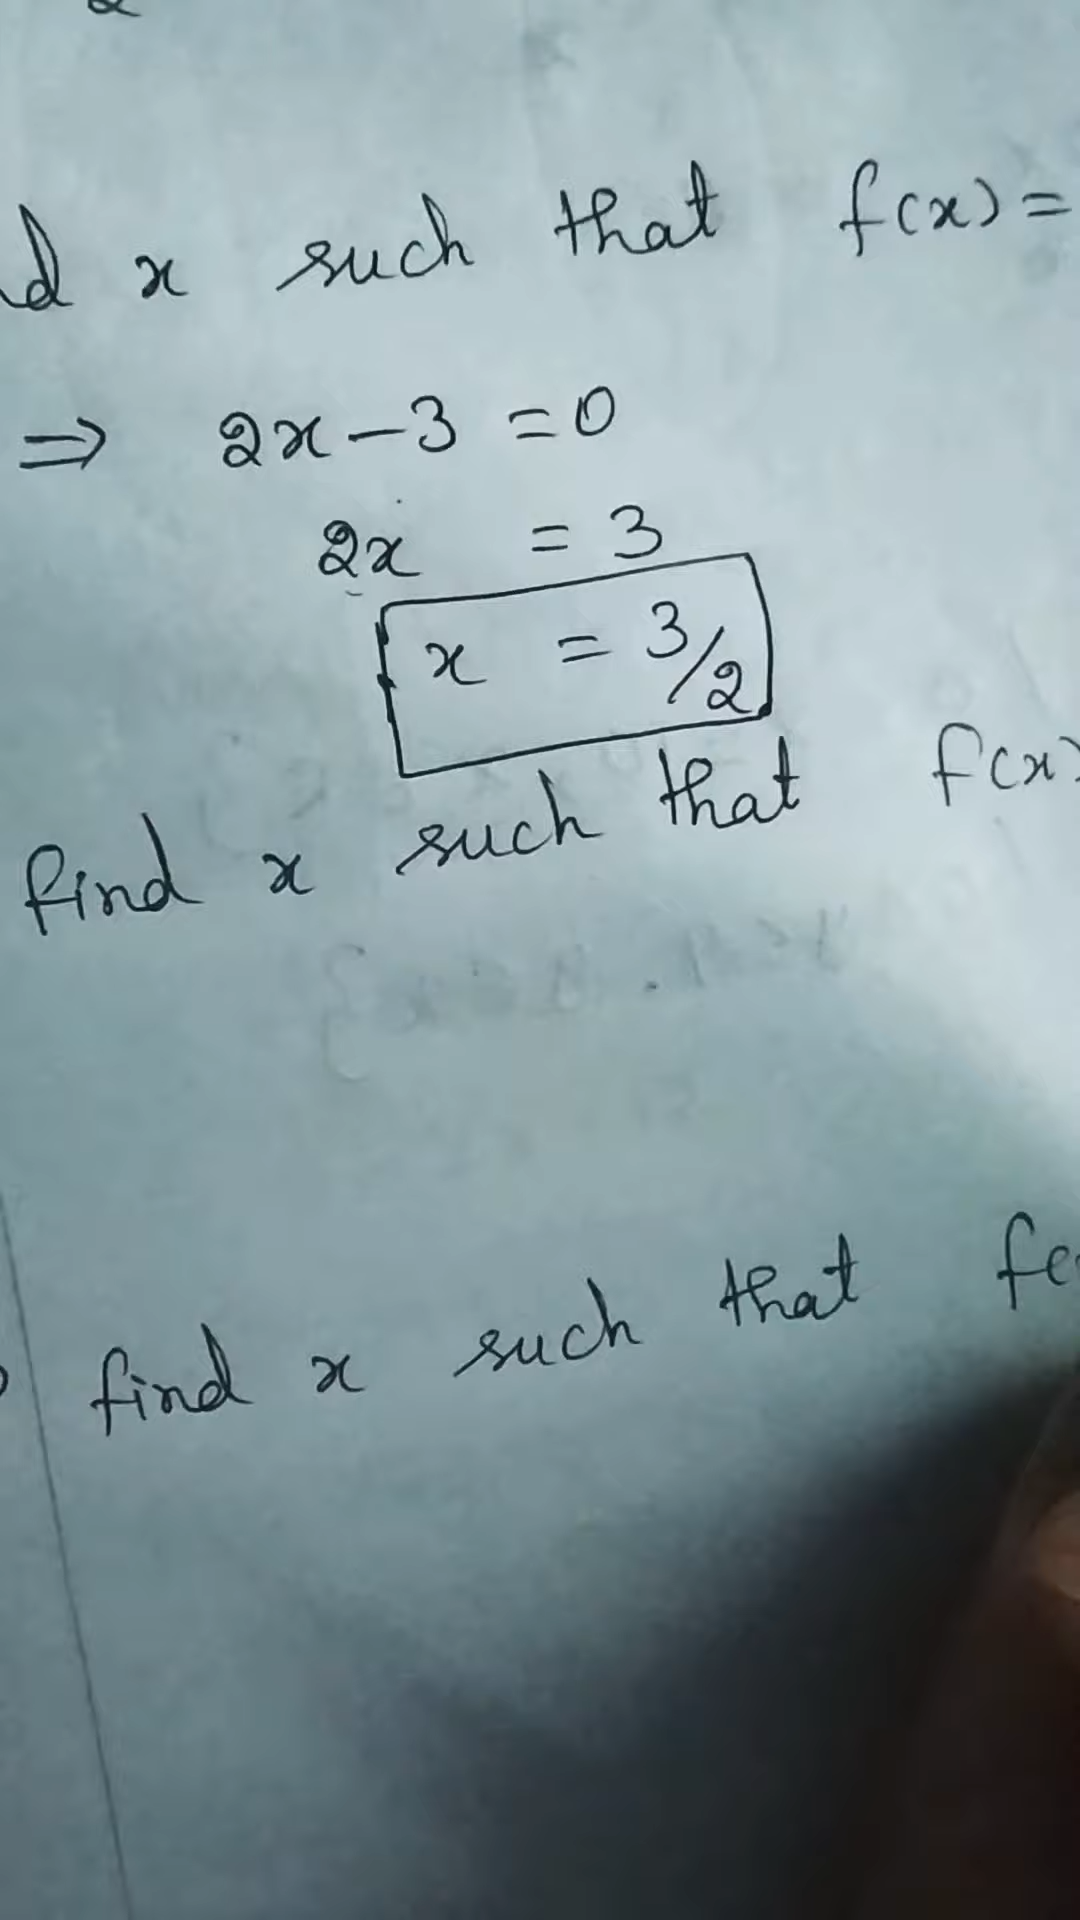 d x such that f(x) =
⇒ 2x - 3 = 0
2x = 3
x = 3/2
find x such that f(x)
find x such that f(